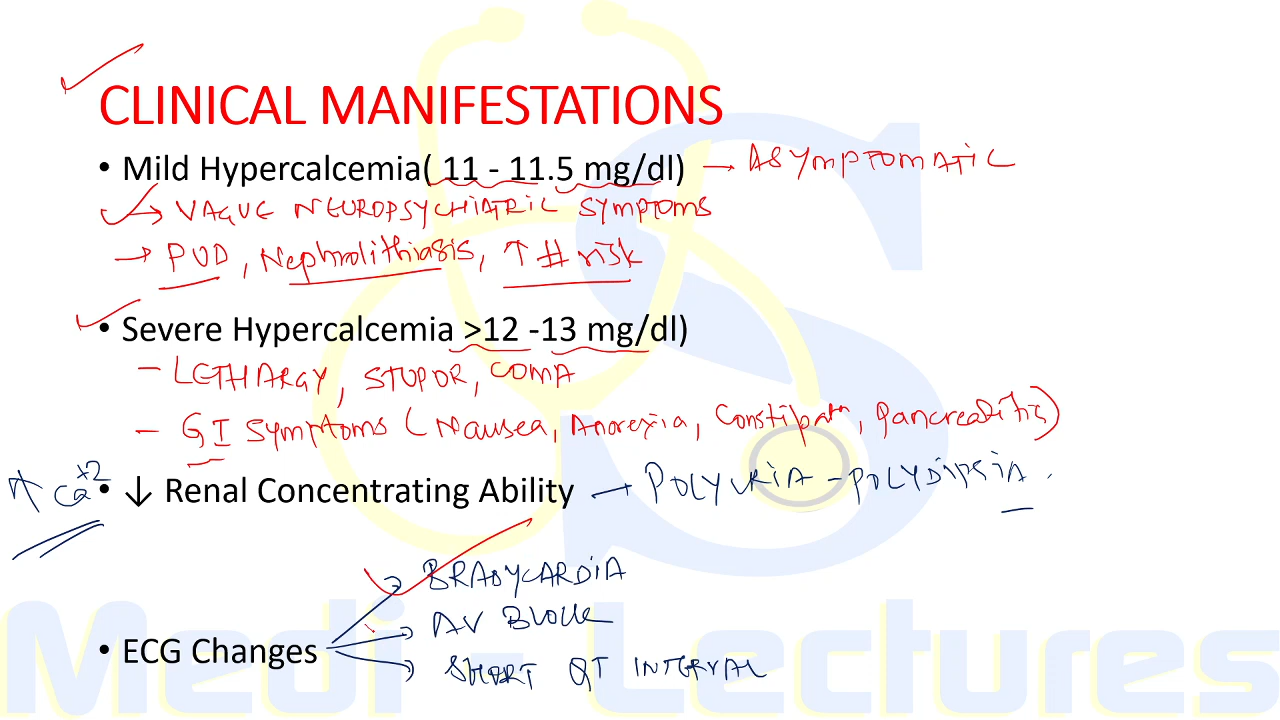 CLINICAL MANIFESTATIONS
• Mild Hypercalcemia( 11 - 11.5 mg/dl) → ASYMPTOMATIC
→ VAGUE NEUROPSYCHIATRIC SYMPTOMS
→ PUD, Nephrolithiasis, ↑ # risk
• Severe Hypercalcemia >12 -13 mg/dl)
- LETHARGY, STUPOR, COMA
- GI Symptoms (Nausea, Anorexia, Constipatn, Pancreatitis)
↑ Ca+2 • ↓ Renal Concentrating Ability → POLYURIA - POLYDIPSIA
BRADYCARDIA
AV BLOCK
• ECG Changes
SHORT QT INTERVAL
Medi - Lectures